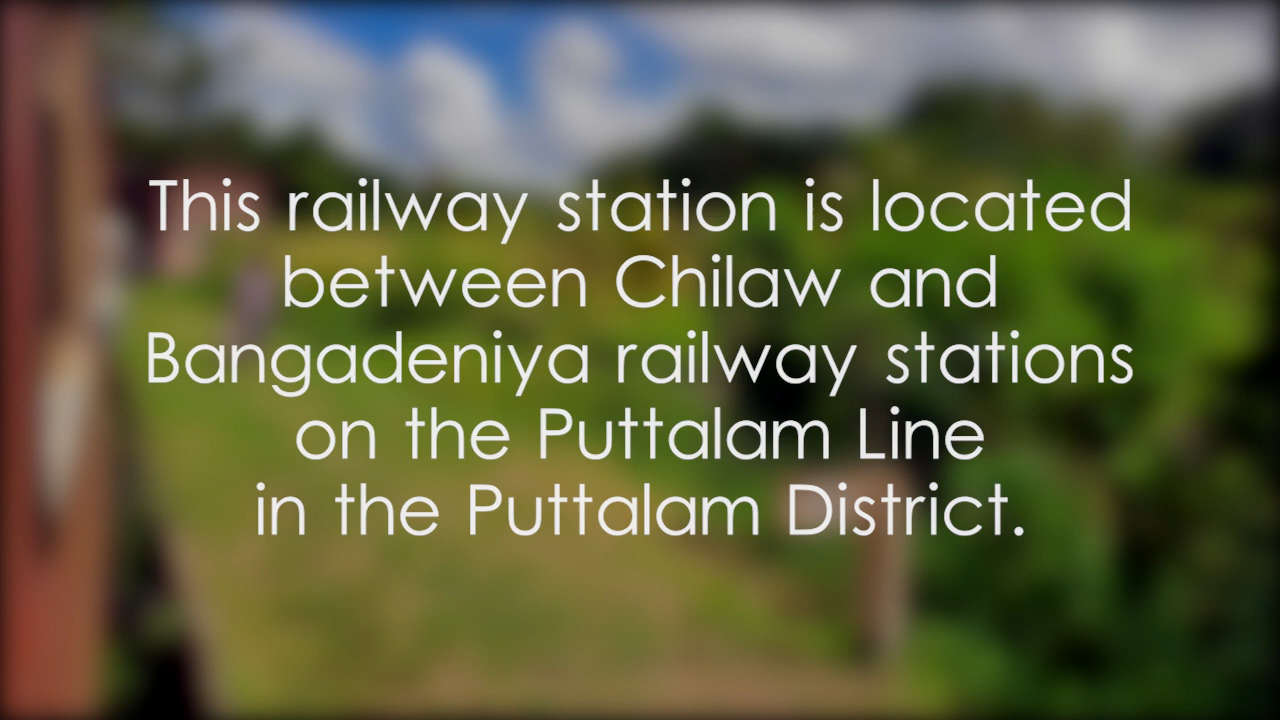 This railway station is located
between Chilaw and
Bangadeniya railway stations
on the Puttalam Line
in the Puttalam District.